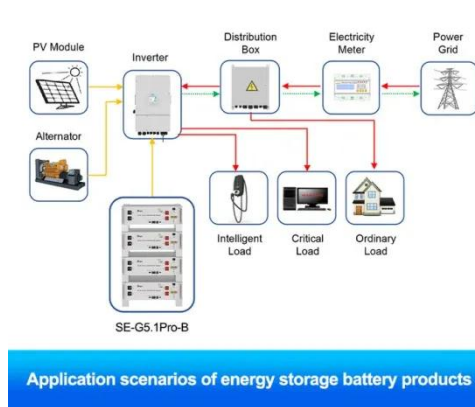 PV Module
Inverter
Distribution
Box
Electricity
Meter
Power
Grid
Alternator
Intelligent
Load
Critical
Load
Ordinary
Load
SE-G5.1Pro-B
Application scenarios of energy storage battery products